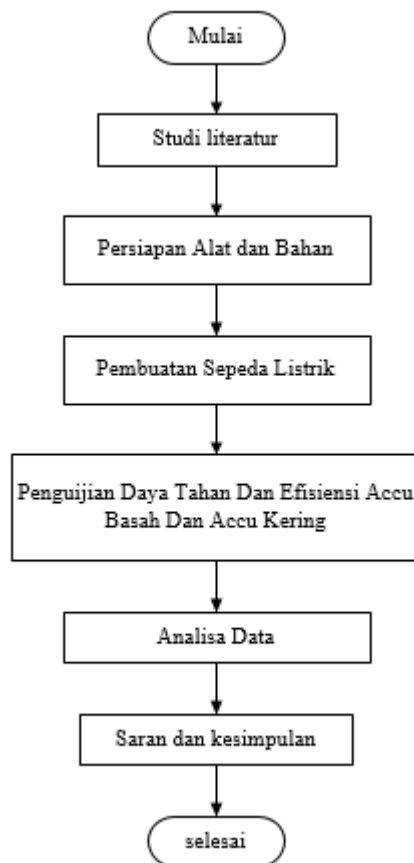 Mulai
Studi literatur
Persiapan Alat dan Bahan
Pembuatan Sepeda Listrik
Penguijian Daya Tahan Dan Efisiensi Accu
Basah Dan Accu Kering
Analisa Data
Saran dan kesimpulan
selesai